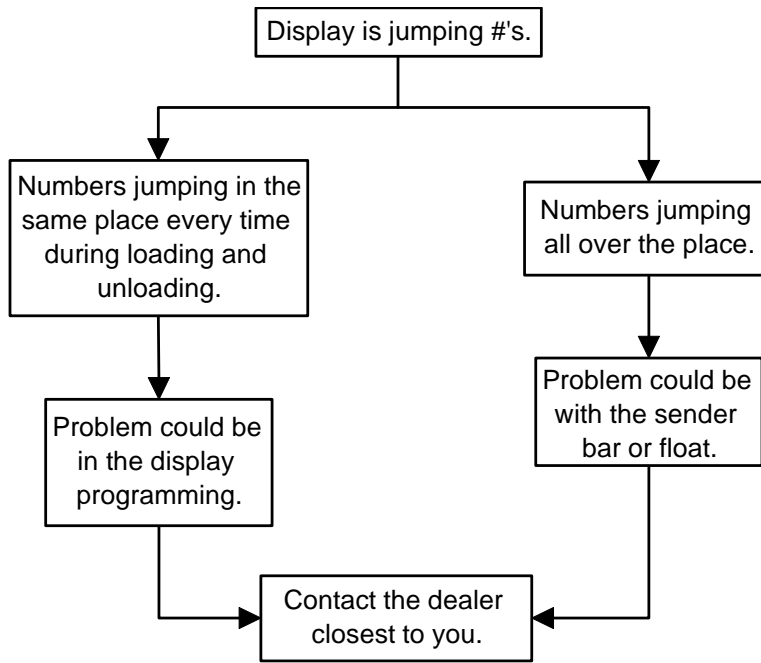 Display is jumping #'s.
Numbers jumping in the
same place every time
during loading and
unloading.
Numbers jumping
all over the place.
Problem could be
in the display
programming.
Problem could be
with the sender
bar or float.
Contact the dealer
closest to you.